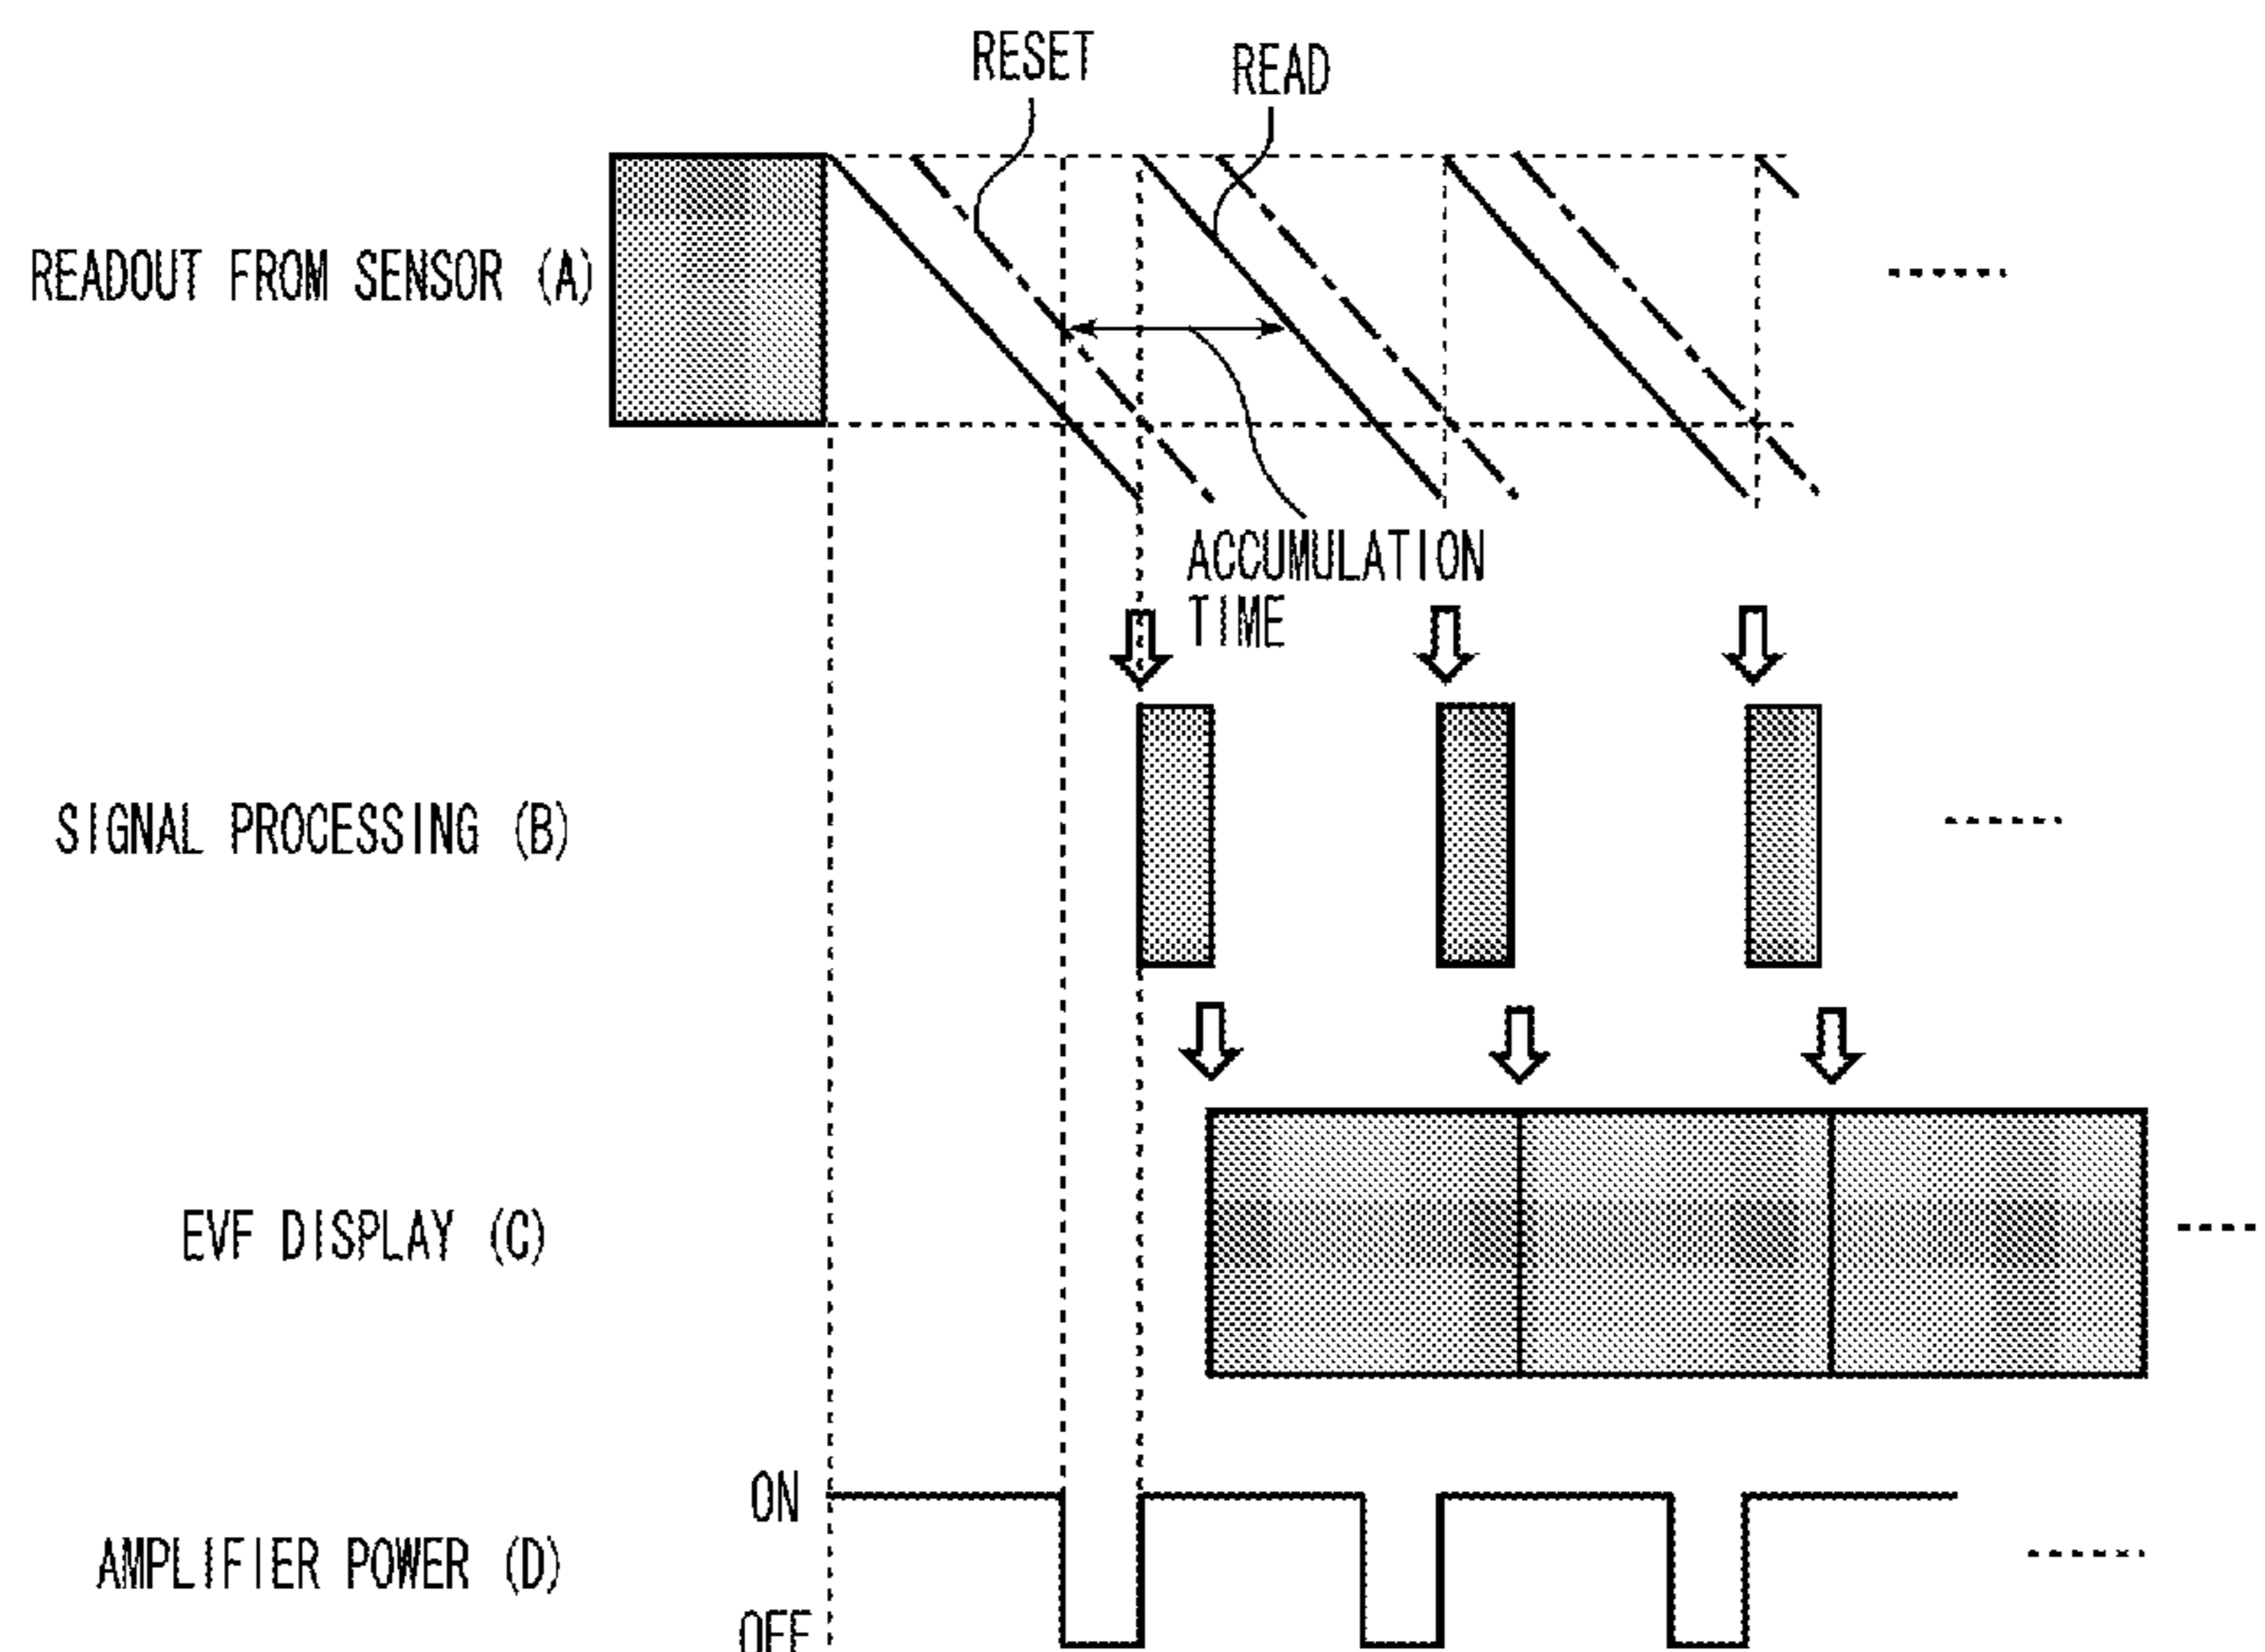 RESET
READ
READOUT FROM SENSOR (A)
ACCUMULATION
TIME
SIGNAL PROCESSING (B)
EVF DISPLAY (C)
ON
AMPLIFIER POWER (D)
OFF